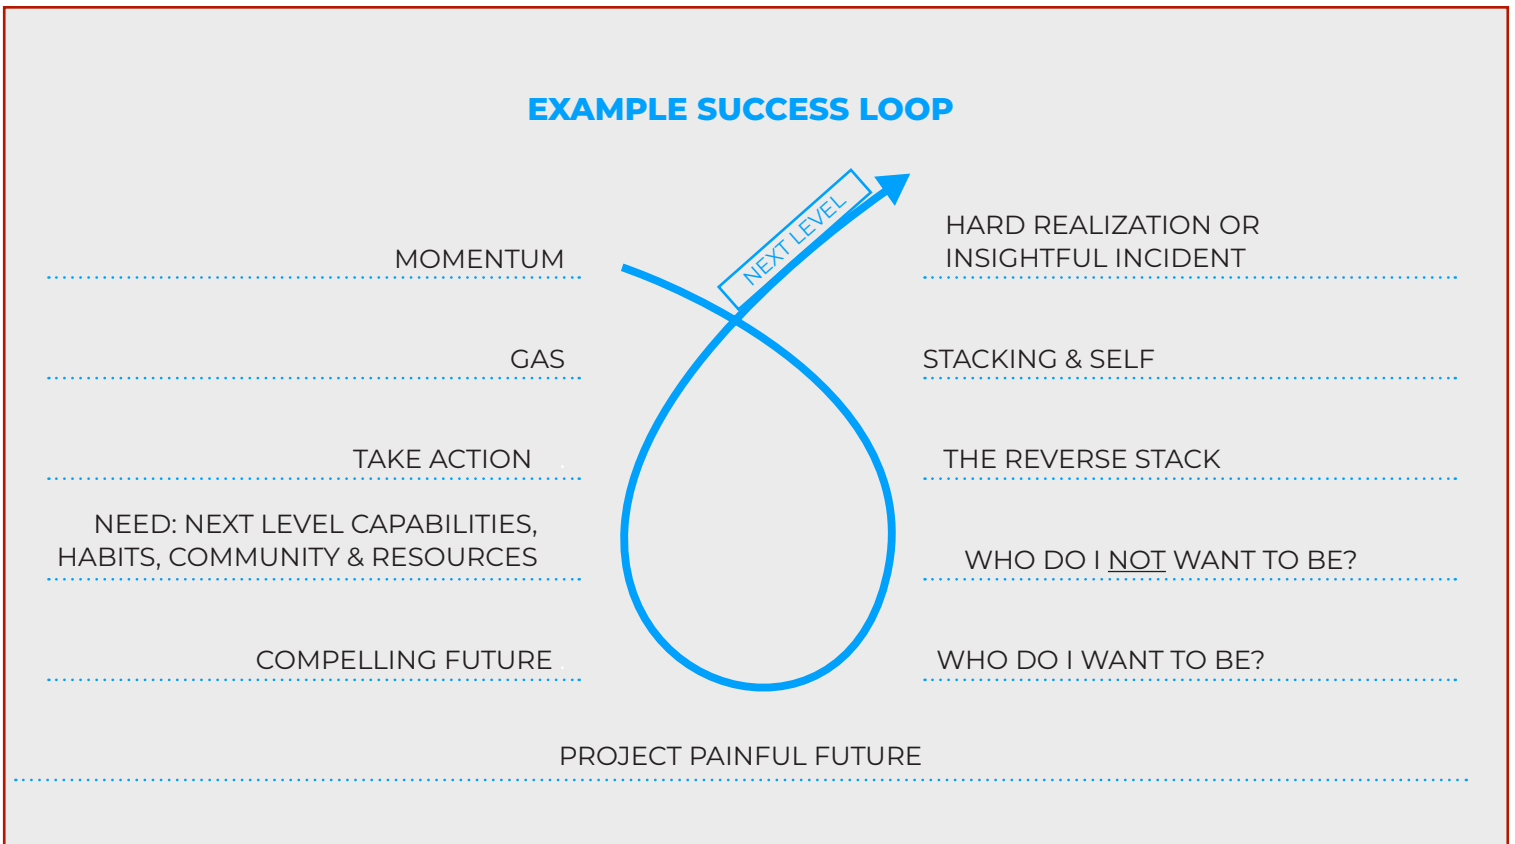 EXAMPLE SUCCESS LOOP
NEXT LEVEL
MOMENTUM
HARD REALIZATION OR
INSIGHTFUL INCIDENT
GAS
STACKING & SELF
TAKE ACTION
THE REVERSE STACK
NEED: NEXT LEVEL CAPABILITIES,
HABITS, COMMUNITY & RESOURCES
WHO DO I NOT WANT TO BE?
COMPELLING FUTURE
WHO DO I WANT TO BE?
PROJECT PAINFUL FUTURE